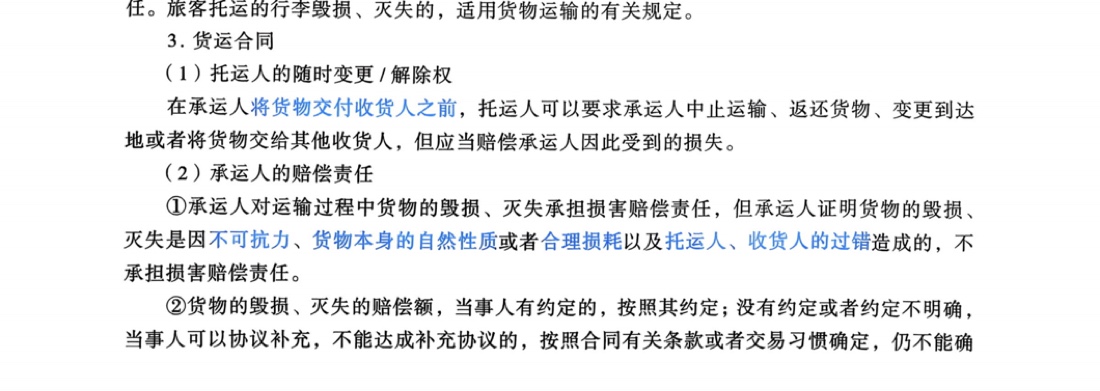 任。旅客托运的行李毁损、灭失的，适用货物运输的有关规定。
3. 货运合同
（1）托运人的随时变更 / 解除权
在承运人将货物交付收货人之前，托运人可以要求承运人中止运输、返还货物、变更到达
地或者将货物交给其他收货人，但应当赔偿承运人因此受到的损失。
（2）承运人的赔偿责任
①承运人对运输过程中货物的毁损、灭失承担损害赔偿责任，但承运人证明货物的毁损、
灭失是因不可抗力、货物本身的自然性质或者合理损耗以及托运人、收货人的过错造成的，不
承担损害赔偿责任。
②货物的毁损、灭失的赔偿额，当事人有约定的，按照其约定；没有约定或者约定不明确，
当事人可以协议补充，不能达成补充协议的，按照合同有关条款或者交易习惯确定，仍不能确